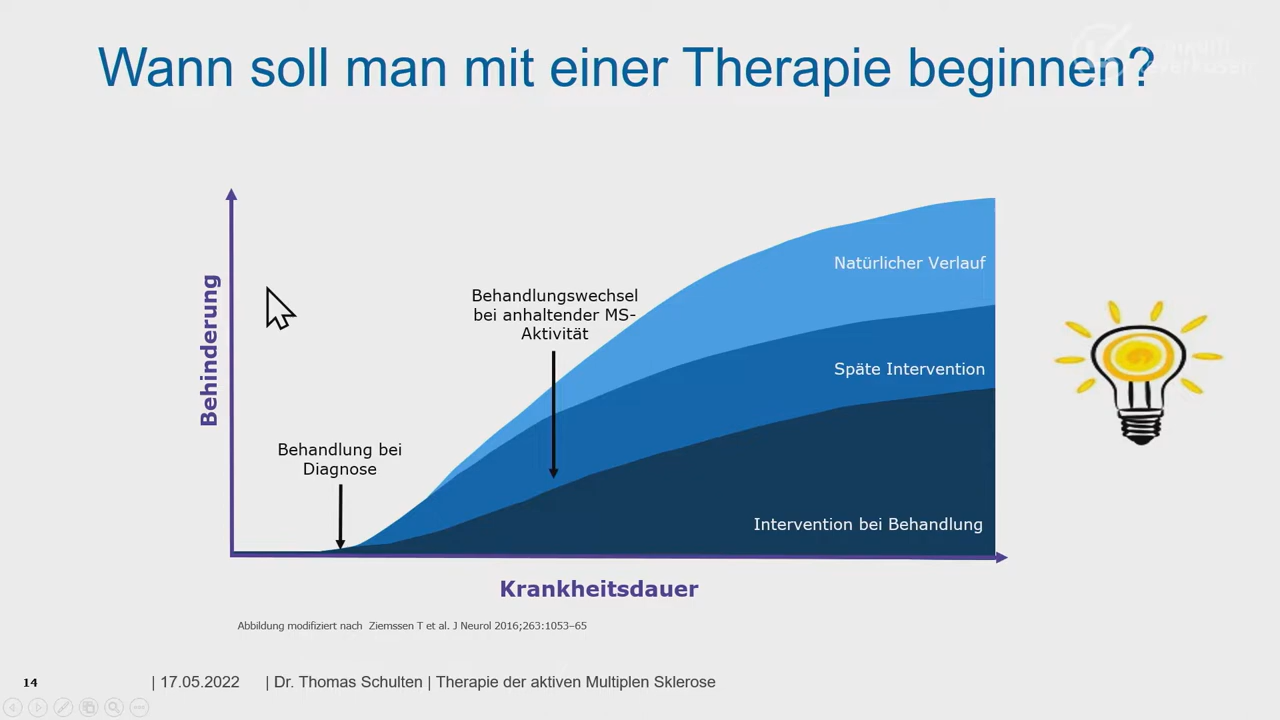 Wann soll man mit einer Therapie beginnen?
Behinderung
Natürlicher Verlauf
Behandlungswechsel
bei anhaltender MS-
Aktivität
Späte Intervention
Behandlung bei
Diagnose
Intervention bei Behandlung
Krankheitsdauer
Abbildung modifiziert nach Ziemssen T et al. J Neurol 2016;263:1053–65
14 | 17.05.2022 | Dr. Thomas Schulten | Therapie der aktiven Multiplen Sklerose